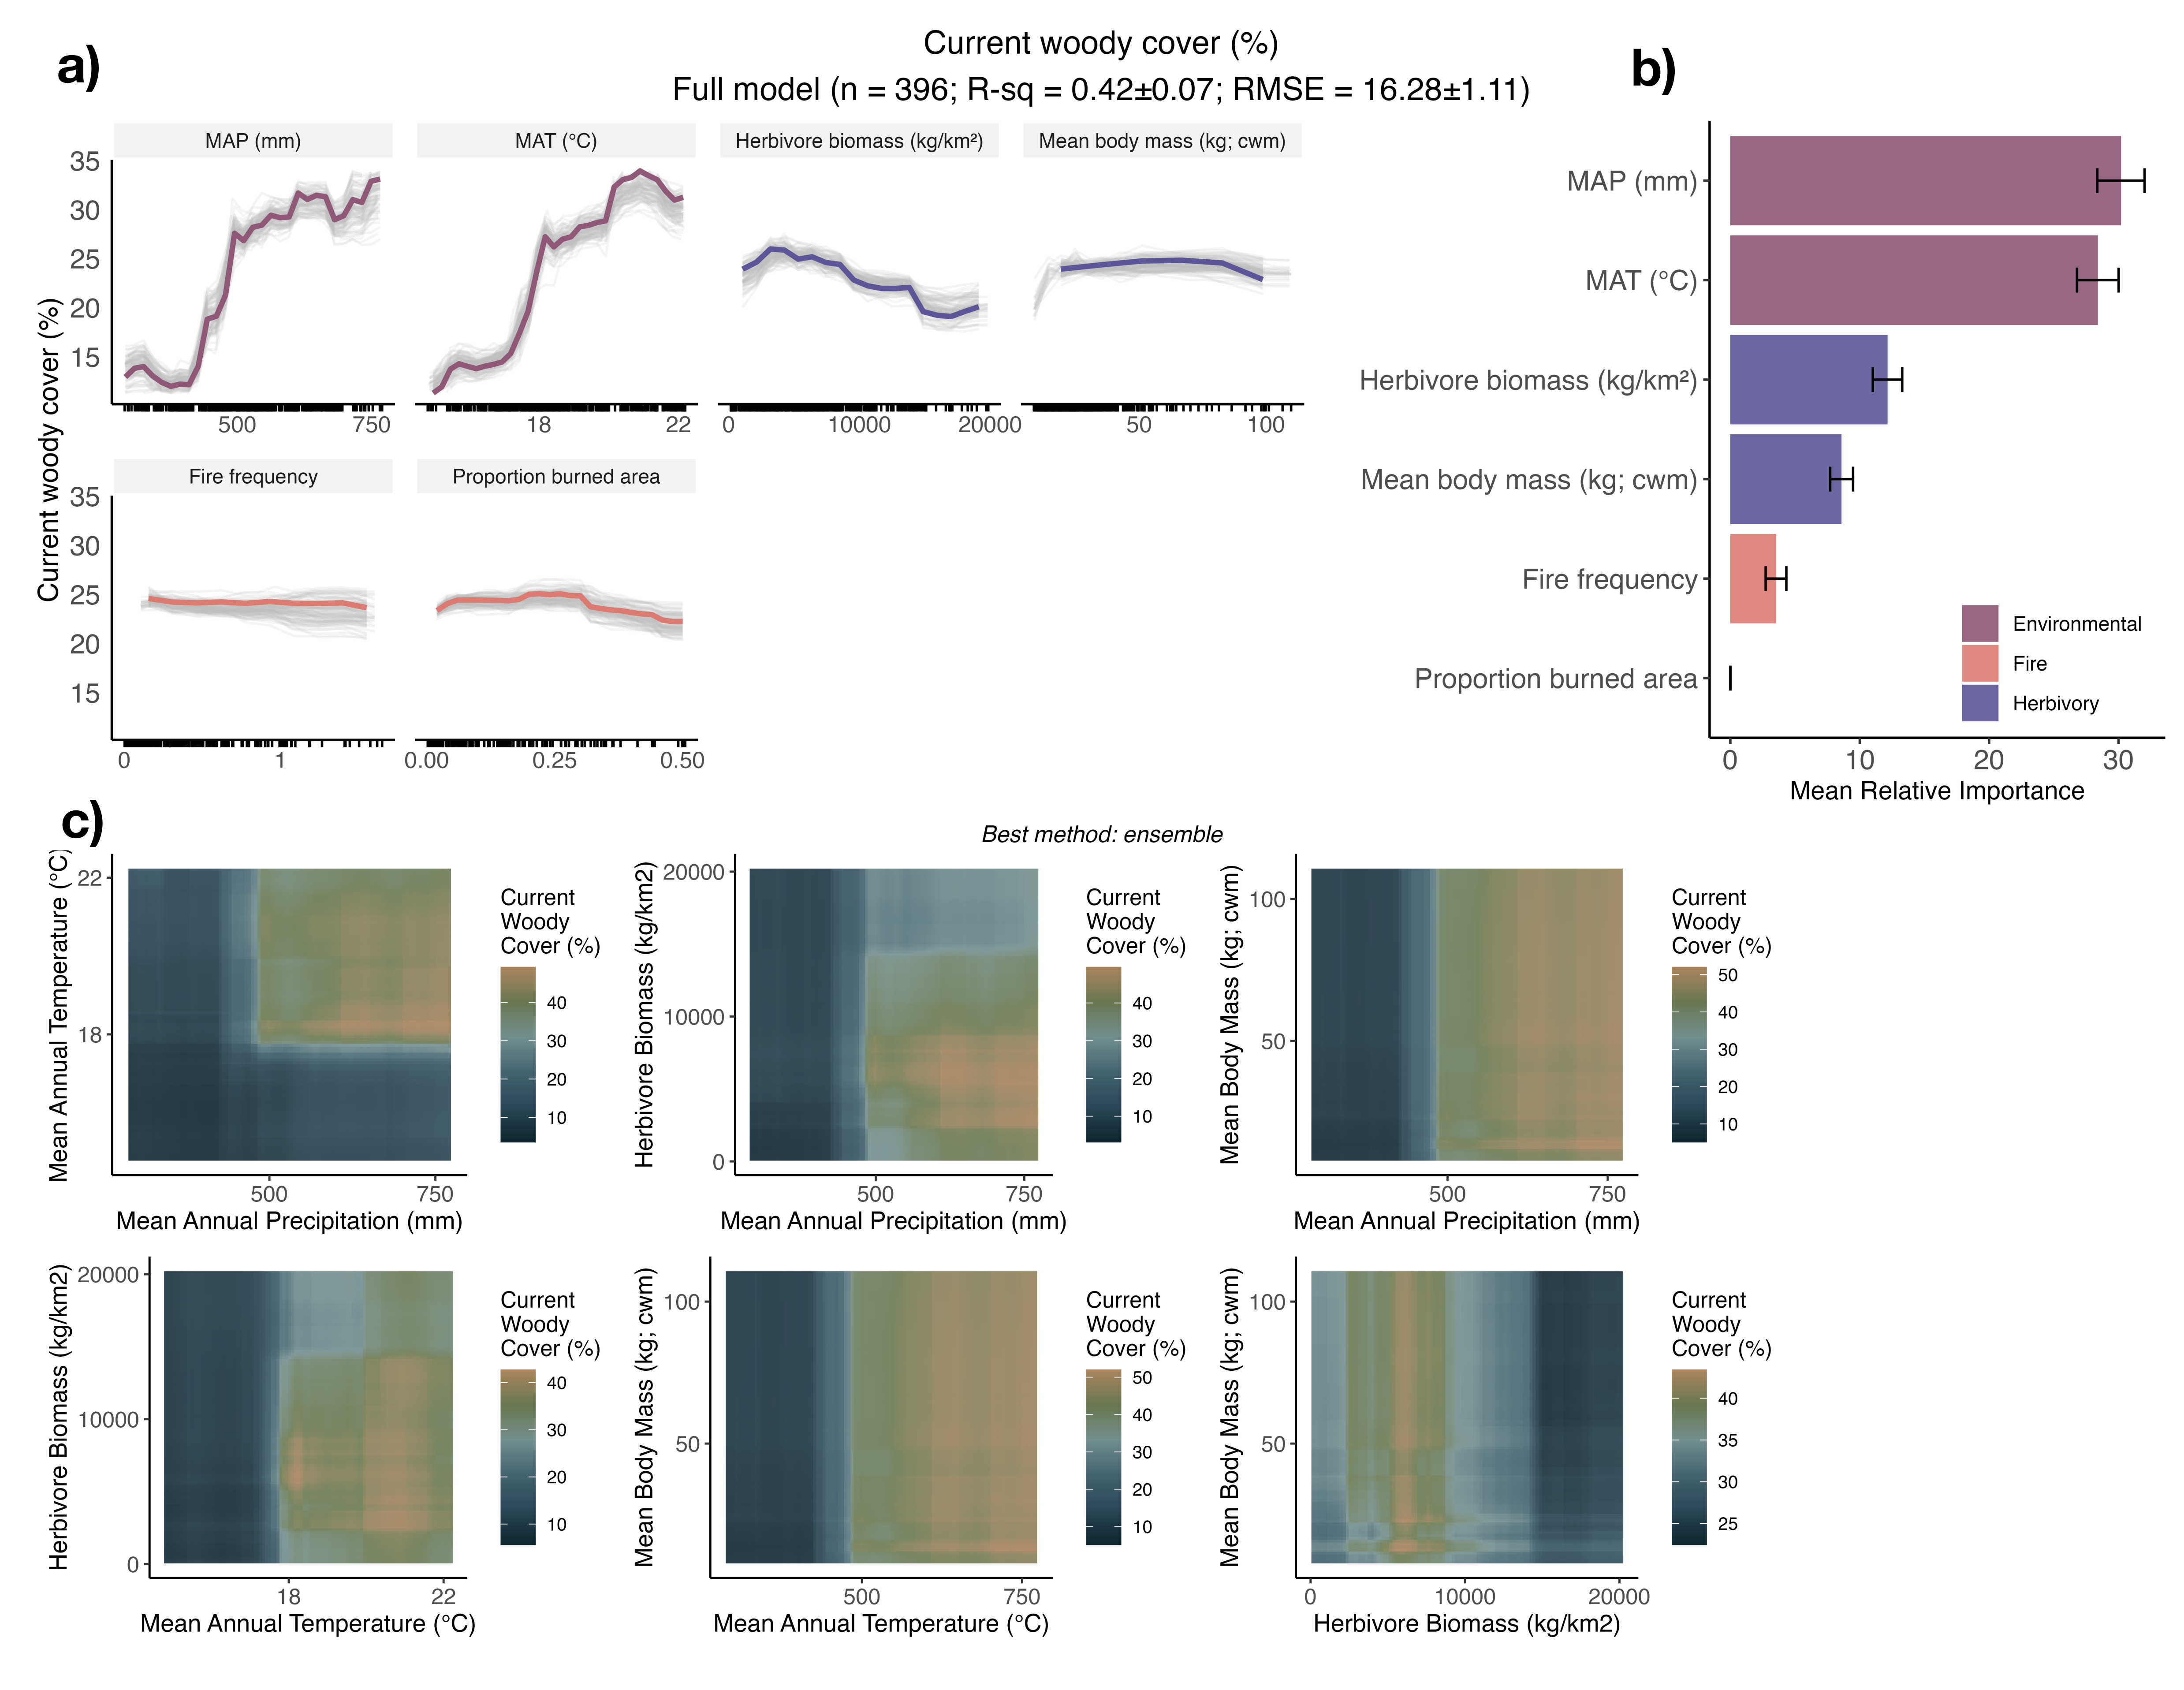 a)
Current woody cover (%)
Full model (n = 396; R-sq = 0.42±0.07; RMSE = 16.28±1.11)
MAP (mm)
MAT (°C)
Herbivore biomass (kg/km²)
Mean body mass (kg; cwm)
Current woody cover (%)
35
30
25
20
15
500 750
18 22
0 10000 20000
50 100
Fire frequency
Proportion burned area
35
30
25
20
15
0 1
0.00 0.25 0.50
b)
MAP (mm)
MAT (°C)
Herbivore biomass (kg/km²)
Mean body mass (kg; cwm)
Fire frequency
Proportion burned area
Environmental
Fire
Herbivory
0 10 20 30
Mean Relative Importance
c)
Best method: ensemble
Mean Annual Temperature (°C)
22
18
500 750
Mean Annual Precipitation (mm)
Current
Woody
Cover (%)
40
30
20
10
Herbivore Biomass (kg/km2)
20000
10000
0
500 750
Mean Annual Precipitation (mm)
Current
Woody
Cover (%)
40
30
20
10
Mean Body Mass (kg; cwm)
100
50
500 750
Mean Annual Precipitation (mm)
Current
Woody
Cover (%)
50
40
30
20
10
Herbivore Biomass (kg/km2)
20000
10000
0
18 22
Mean Annual Temperature (°C)
Current
Woody
Cover (%)
40
30
20
10
Mean Body Mass (kg; cwm)
100
50
500 750
Mean Annual Temperature (°C)
Current
Woody
Cover (%)
50
40
30
20
10
Mean Body Mass (kg; cwm)
100
50
0 10000 20000
Herbivore Biomass (kg/km2)
Current
Woody
Cover (%)
40
35
30
25